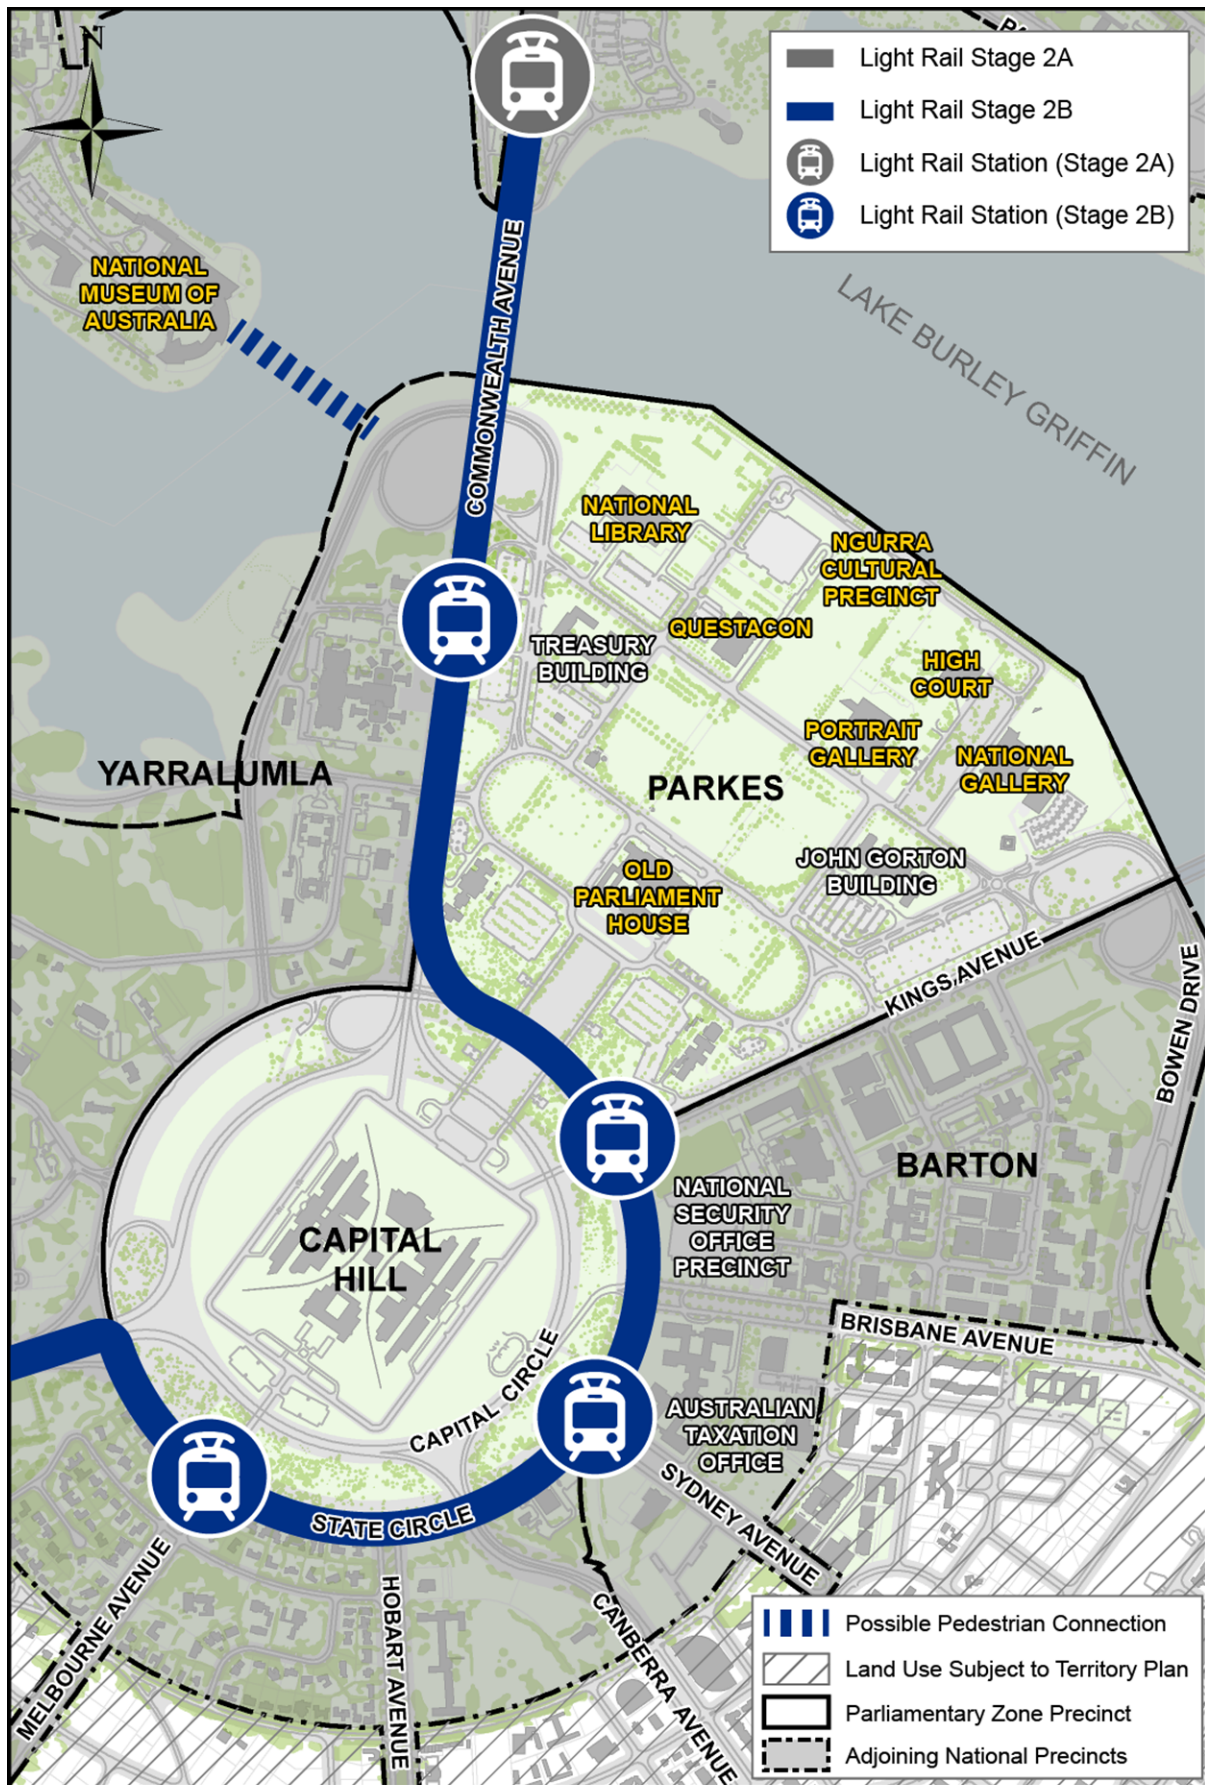 N
Light Rail Stage 2A
Light Rail Stage 2B
Light Rail Station (Stage 2A)
Light Rail Station (Stage 2B)
NATIONAL
MUSEUM OF
AUSTRALIA
COMMONWEALTH AVENUE
LAKE BURLEY GRIFFIN
NATIONAL
LIBRARY
NGURRA
CULTURAL
PRECINCT
QUESTACON
TREASURY
BUILDING
HIGH
COURT
PORTRAIT
GALLERY
NATIONAL
GALLERY
YARRALUMLA
PARKES
JOHN GORTON
BUILDING
OLD
PARLIAMENT
HOUSE
KINGS AVENUE
BOWEN DRIVE
BARTON
NATIONAL
SECURITY
OFFICE
PRECINCT
CAPITAL
HILL
BRISBANE AVENUE
CAPITAL CIRCLE
AUSTRALIAN
TAXATION
OFFICE
SYDNEY AVENUE
STATE CIRCLE
MELBOURNE AVENUE
HOBART AVENUE
CANBERRA AVENUE
Possible Pedestrian Connection
Land Use Subject to Territory Plan
Parliamentary Zone Precinct
Adjoining National Precincts